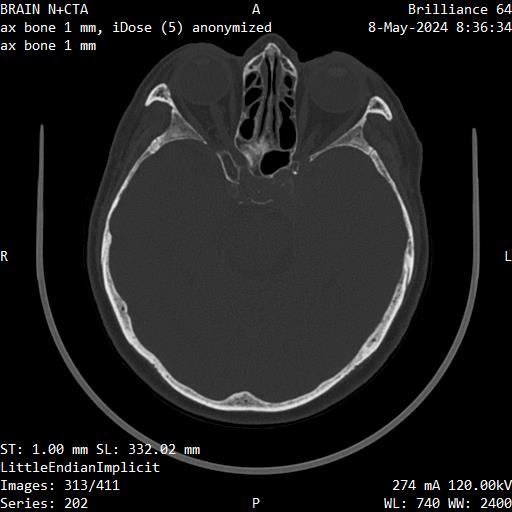 BRAIN N+CTA
A
Brilliance 64
ax bone 1 mm, iDose (5) anonymized
8-May-2024 8:36:34
ax bone 1 mm
R
L
ST: 1.00 mm SL: 332.02 mm
LittleEndianImplicit
Images: 313/411
274 mA 120.00kV
Series: 202
P
WL: 740 WW: 2400